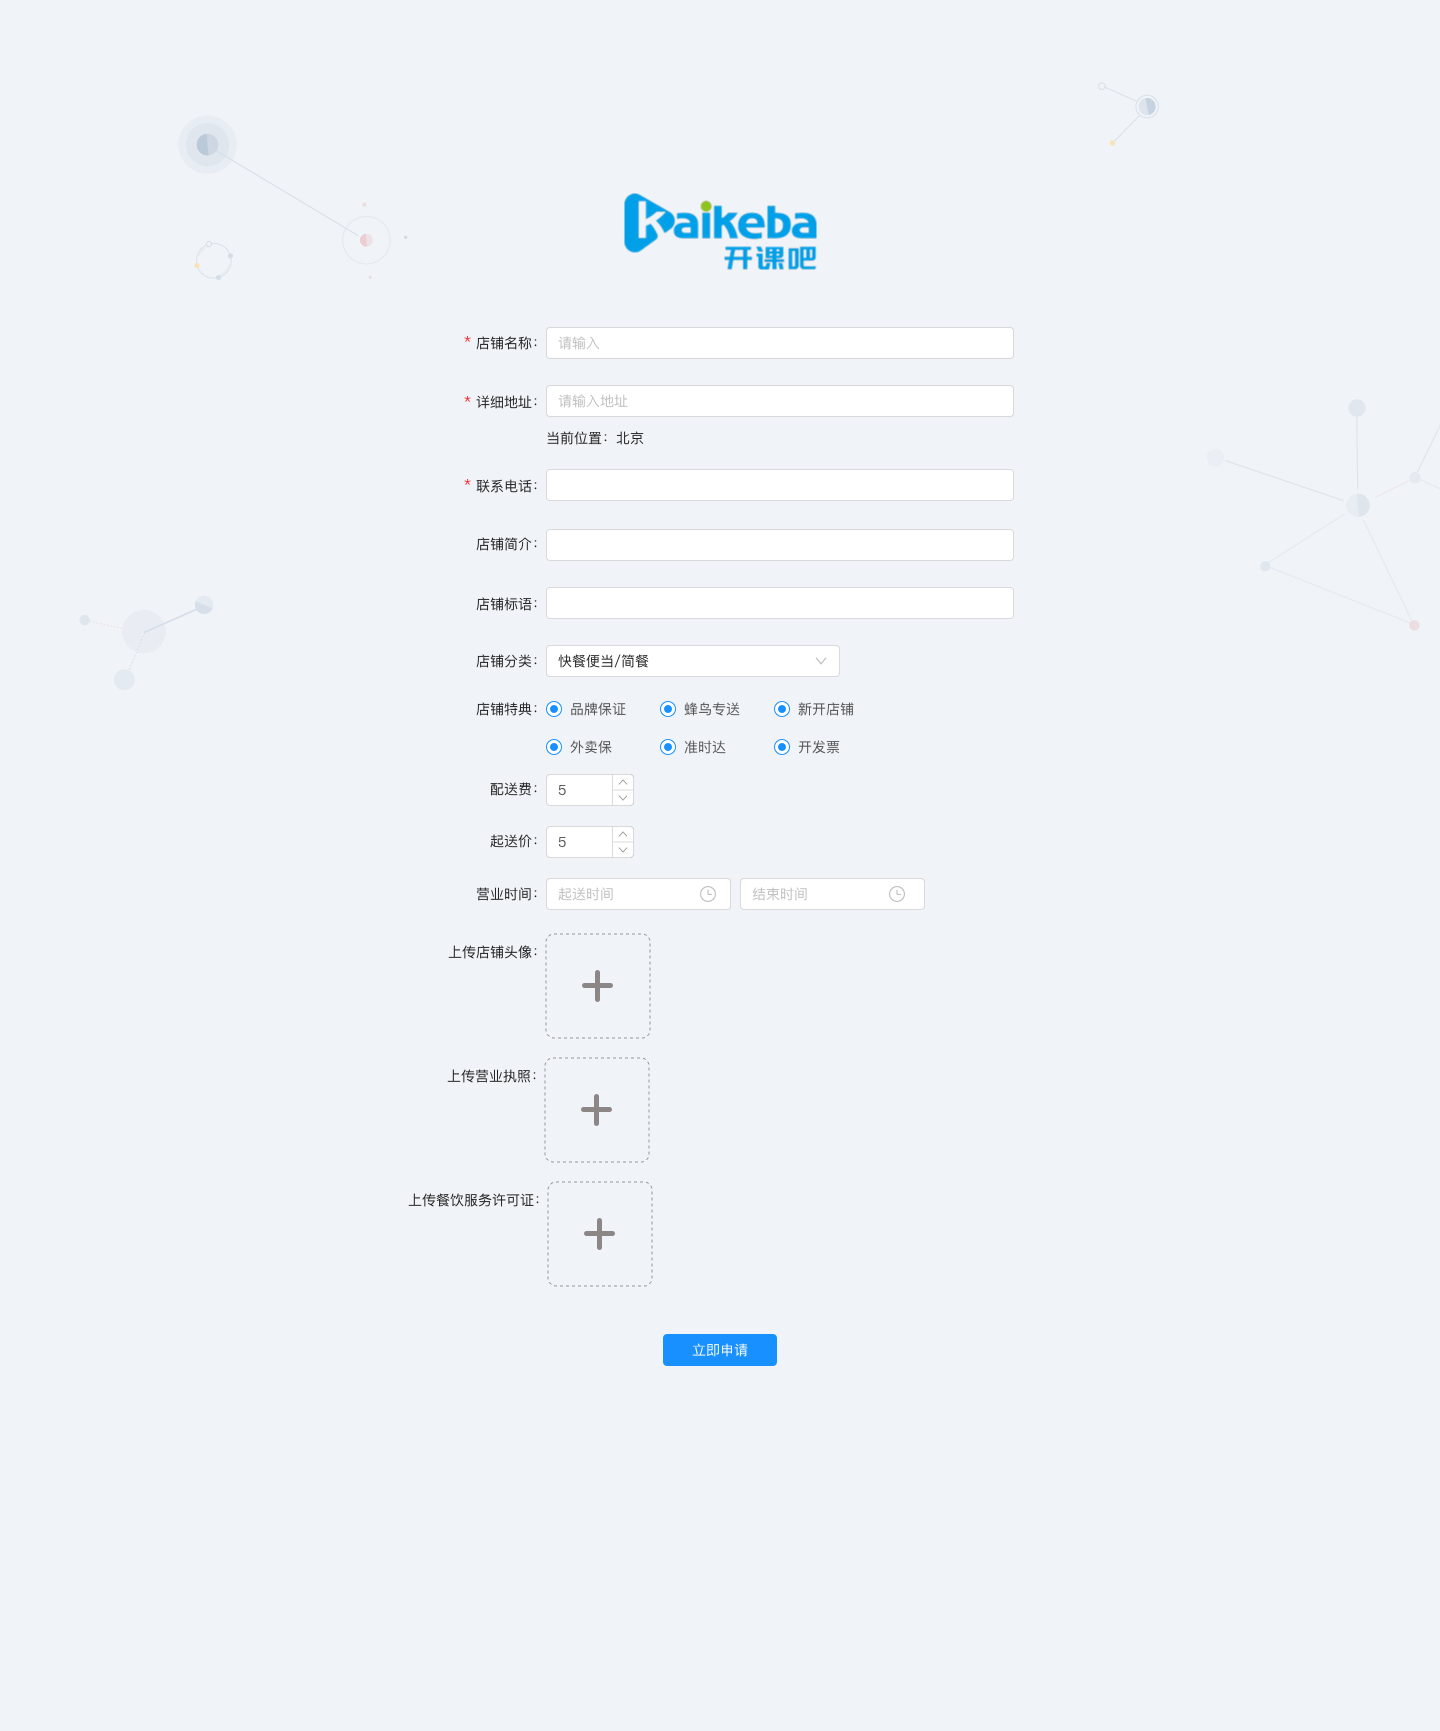 kaikeba
开课吧
* 店铺名称： 请输入
* 详细地址： 请输入地址
当前位置：北京
* 联系电话：
店铺简介：
店铺标语：
店铺分类： 快餐便当/简餐
店铺特典： 品牌保证 蜂鸟专送 新开店铺
外卖保 准时达 开发票
配送费： 5
起送价： 5
营业时间： 起送时间 结束时间
上传店铺头像：
上传营业执照：
上传餐饮服务许可证：
立即申请